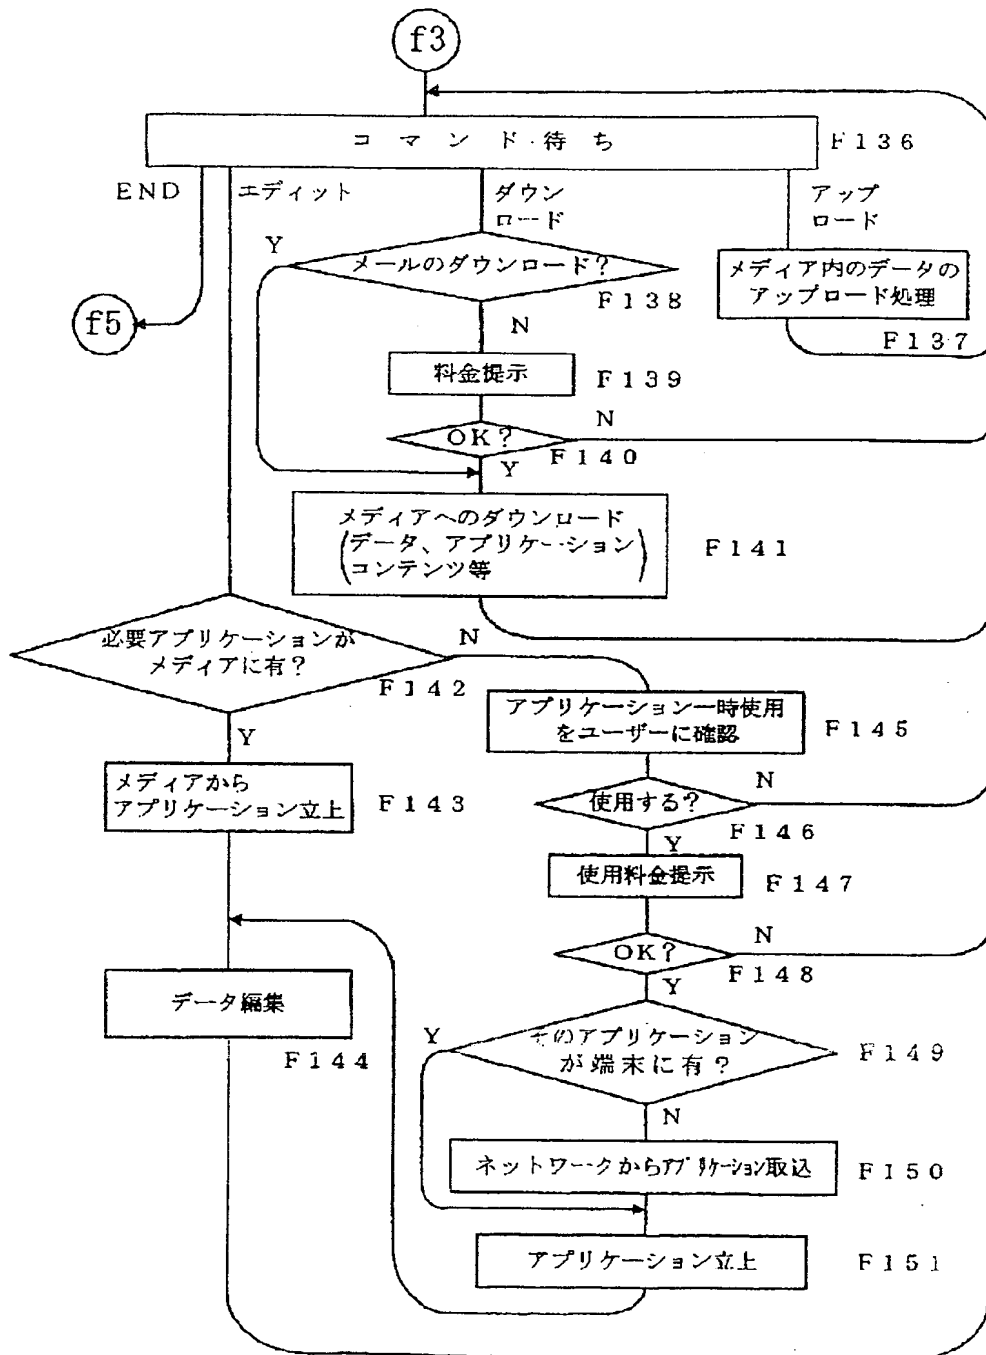 f3
コマンド待ち
F136
END
エディット
ダウン
ロード
アップ
ロード
Y
メールのダウンロード?
F138
メディア内のデータの
アップロード処理
F137
f5
N
料金提示
F139
OK?
N
F140
Y
メディアへのダウンロード
(データ、アプリケーション
コンテンツ等)
F141
必要アプリケーションが
メディアに有?
N
F142
アプリケーション一時使用
をユーザーに確認
F145
Y
メディアから
アプリケーション立上
F143
使用する?
N
F146
Y
使用料金提示
F147
OK?
N
F148
Y
データ編集
F144
Y
そのアプリケーション
が端末に有?
F149
N
ネットワークからアプリケーション取込
F150
アプリケーション立上
F151